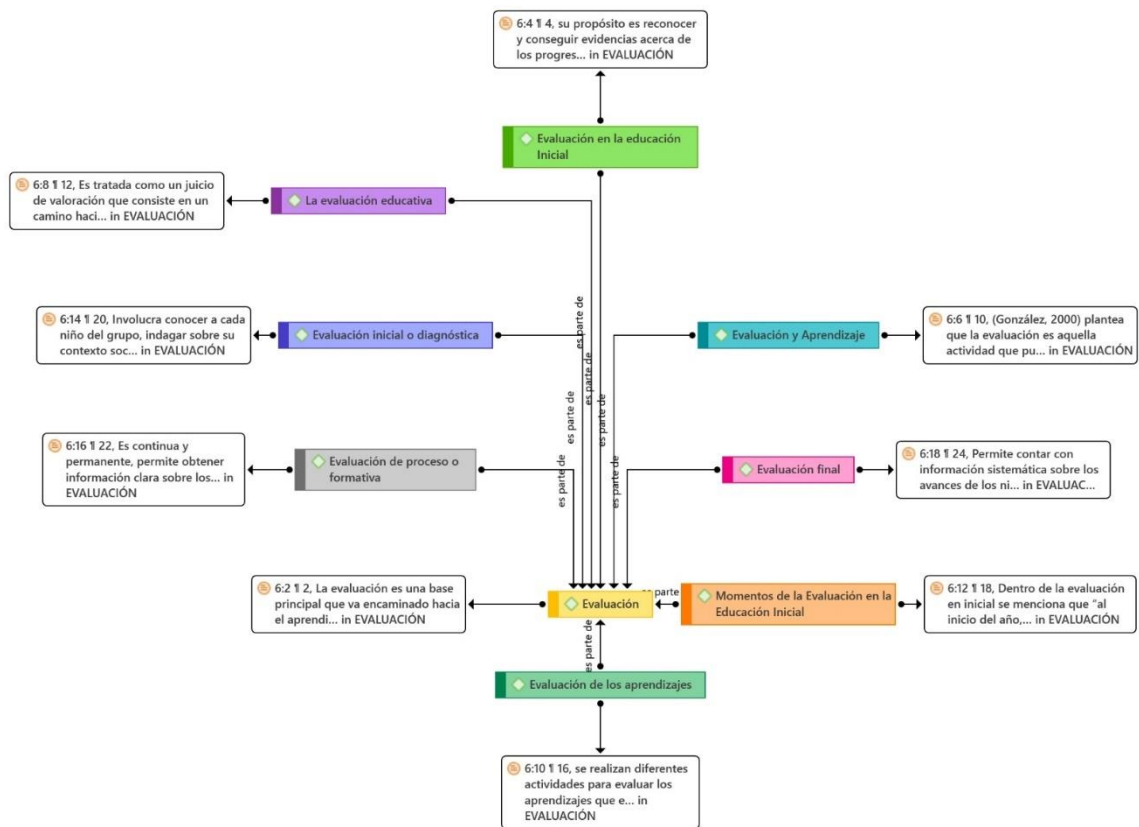 6:4 ¶ 4, su propósito es reconocer
y conseguir evidencias acerca de
los progres... in EVALUACIÓN
Evaluación en la educación
Inicial
6:8 ¶ 12, Es tratada como un juicio
de valoración que consiste en un
camino haci... in EVALUACIÓN
La evaluación educativa
6:14 ¶ 20, Involucra conocer a cada
niño del grupo, indagar sobre su
contexto soc... in EVALUACIÓN
Evaluación inicial o diagnóstica
Evaluación y Aprendizaje
6:6 ¶ 10, (González, 2000) plantea
que la evaluación es aquella
actividad que pu... in EVALUACIÓN
es parte de
es parte de
es parte de
es parte de
es parte de
es parte de
6:16 ¶ 22, Es continua y
permanente, permite obtener
información clara sobre los... in
EVALUACIÓN
Evaluación de proceso o
formativa
Evaluación final
6:18 ¶ 24, Permite contar con
información sistemática sobre los
avances de los ni... in EVALUAC...
6:2 ¶ 2, La evaluación es una base
principal que va encaminado hacia
el aprendi... in EVALUACIÓN
Evaluación
es parte
Momentos de la Evaluación en la
Educación Inicial
6:12 ¶ 18, Dentro de la evaluación
en inicial se menciona que “al
inicio del año,... in EVALUACIÓN
es parte de
Evaluación de los aprendizajes
6:10 ¶ 16, se realizan diferentes
actividades para evaluar los
aprendizajes que e... in
EVALUACIÓN